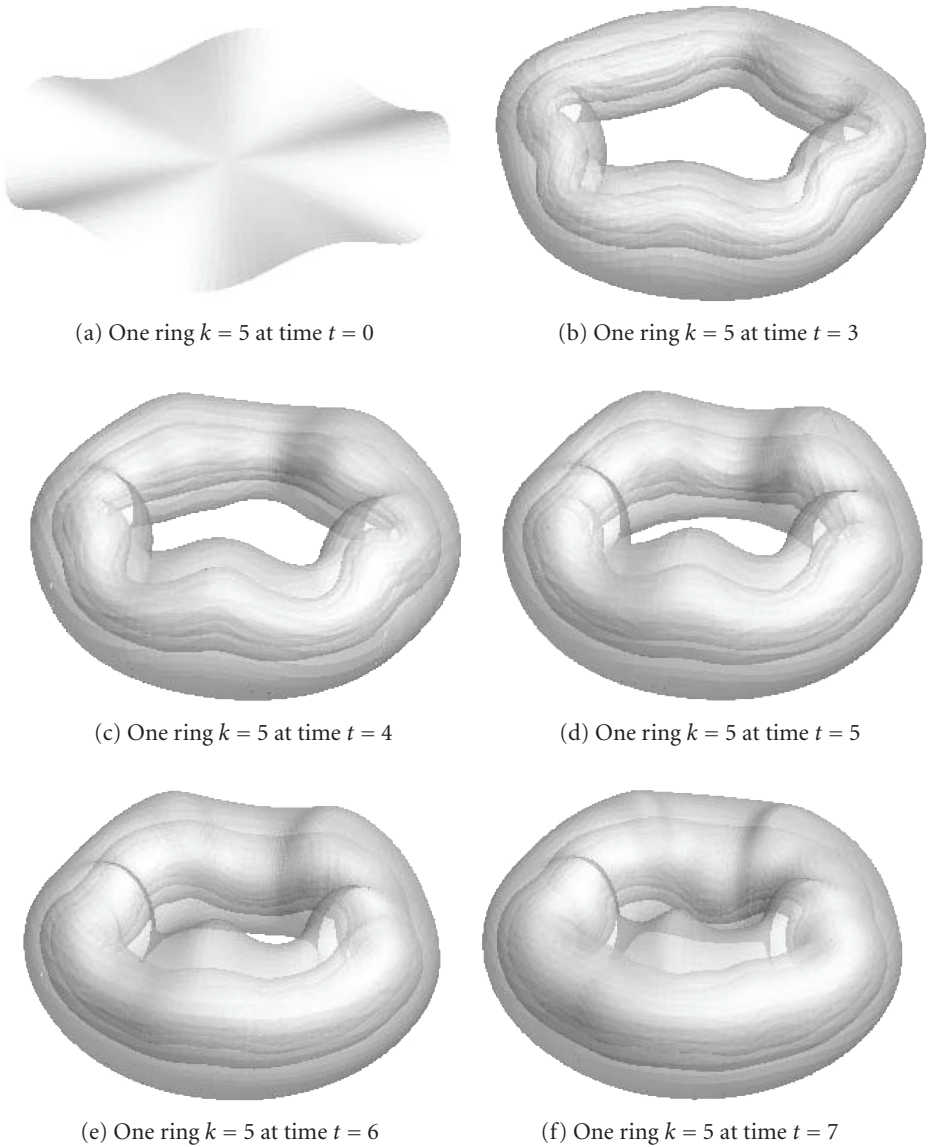 (a) One ring k = 5 at time t = 0
(b) One ring k = 5 at time t = 3
(c) One ring k = 5 at time t = 4
(d) One ring k = 5 at time t = 5
(e) One ring k = 5 at time t = 6
(f) One ring k = 5 at time t = 7